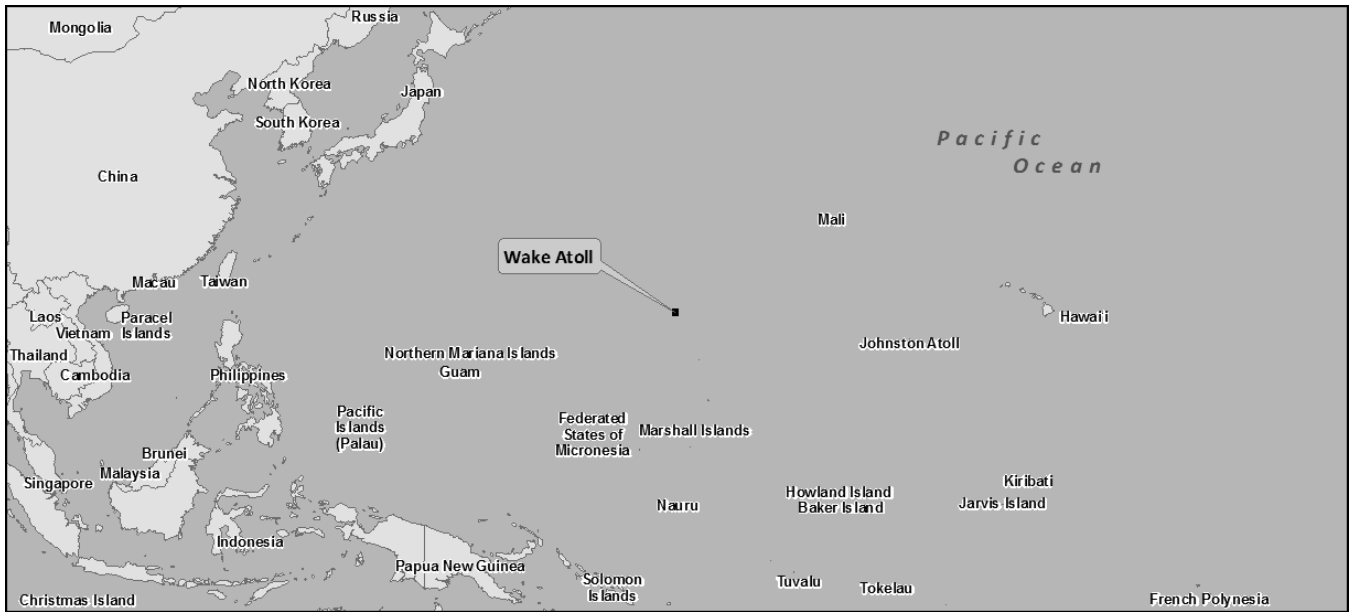 Mongolia
Russia
North Korea
Japan
South Korea
Pacific
Ocean
China
Mali
Wake Atoll
Macau
Taiwan
Laos
Paracel
Islands
Vietnam
Hawai'i
Thailand
Northern Mariana Islands
Johnston Atoll
Cambodia
Philippines
Guam
Pacific
Islands
(Palau)
Federated
States of
Micronesia
Marshall Islands
Brunei
Malaysia
Singapore
Kiribati
Howland Island
Baker Island
Jarvis Island
Nauru
Indonesia
Papua New Guinea
Solomon
Islands
Tuvalu
Tokelau
Christmas Island
French Polynesia